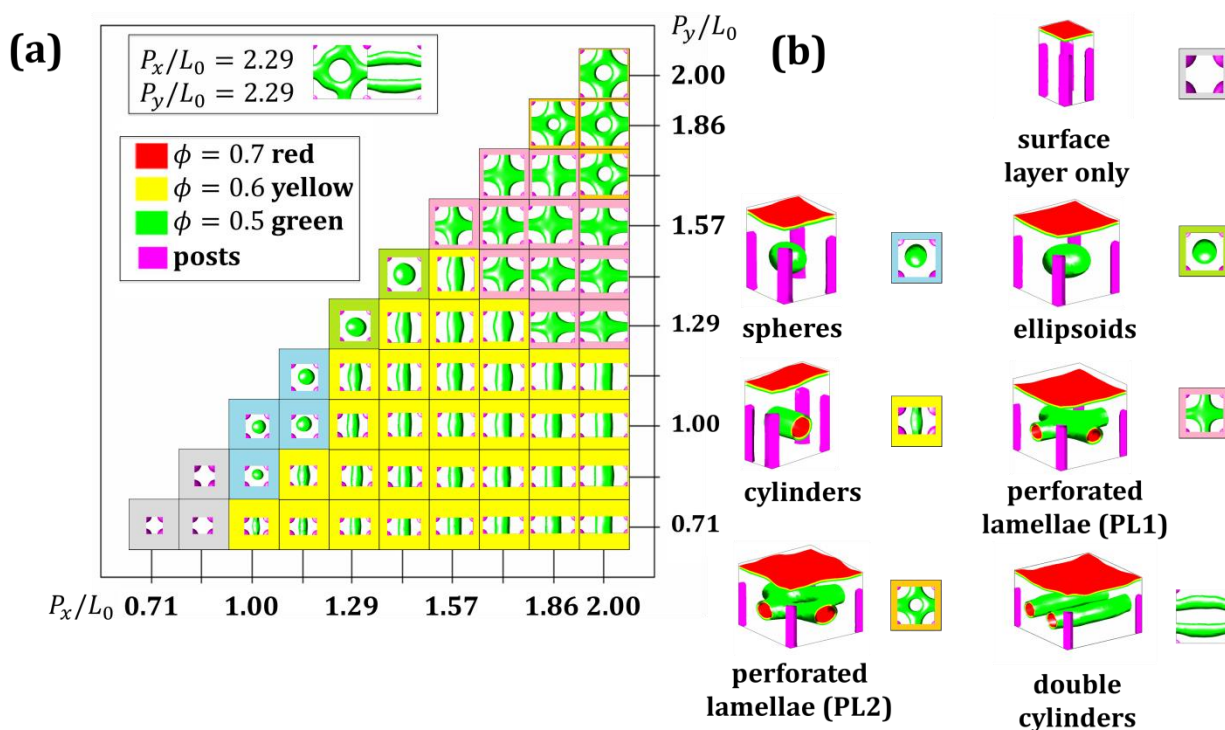 (a)
P_x/L_0 = 2.29
P_y/L_0 = 2.29
ϕ = 0.7 red
ϕ = 0.6 yellow
ϕ = 0.5 green
posts
P_y/L_0
2.00
1.86
1.57
1.29
1.00
0.71
P_x/L_0 0.71 1.00 1.29 1.57 1.86 2.00
(b)
surface
layer only
spheres
ellipsoids
cylinders
perforated
lamellae (PL1)
perforated
lamellae (PL2)
double
cylinders